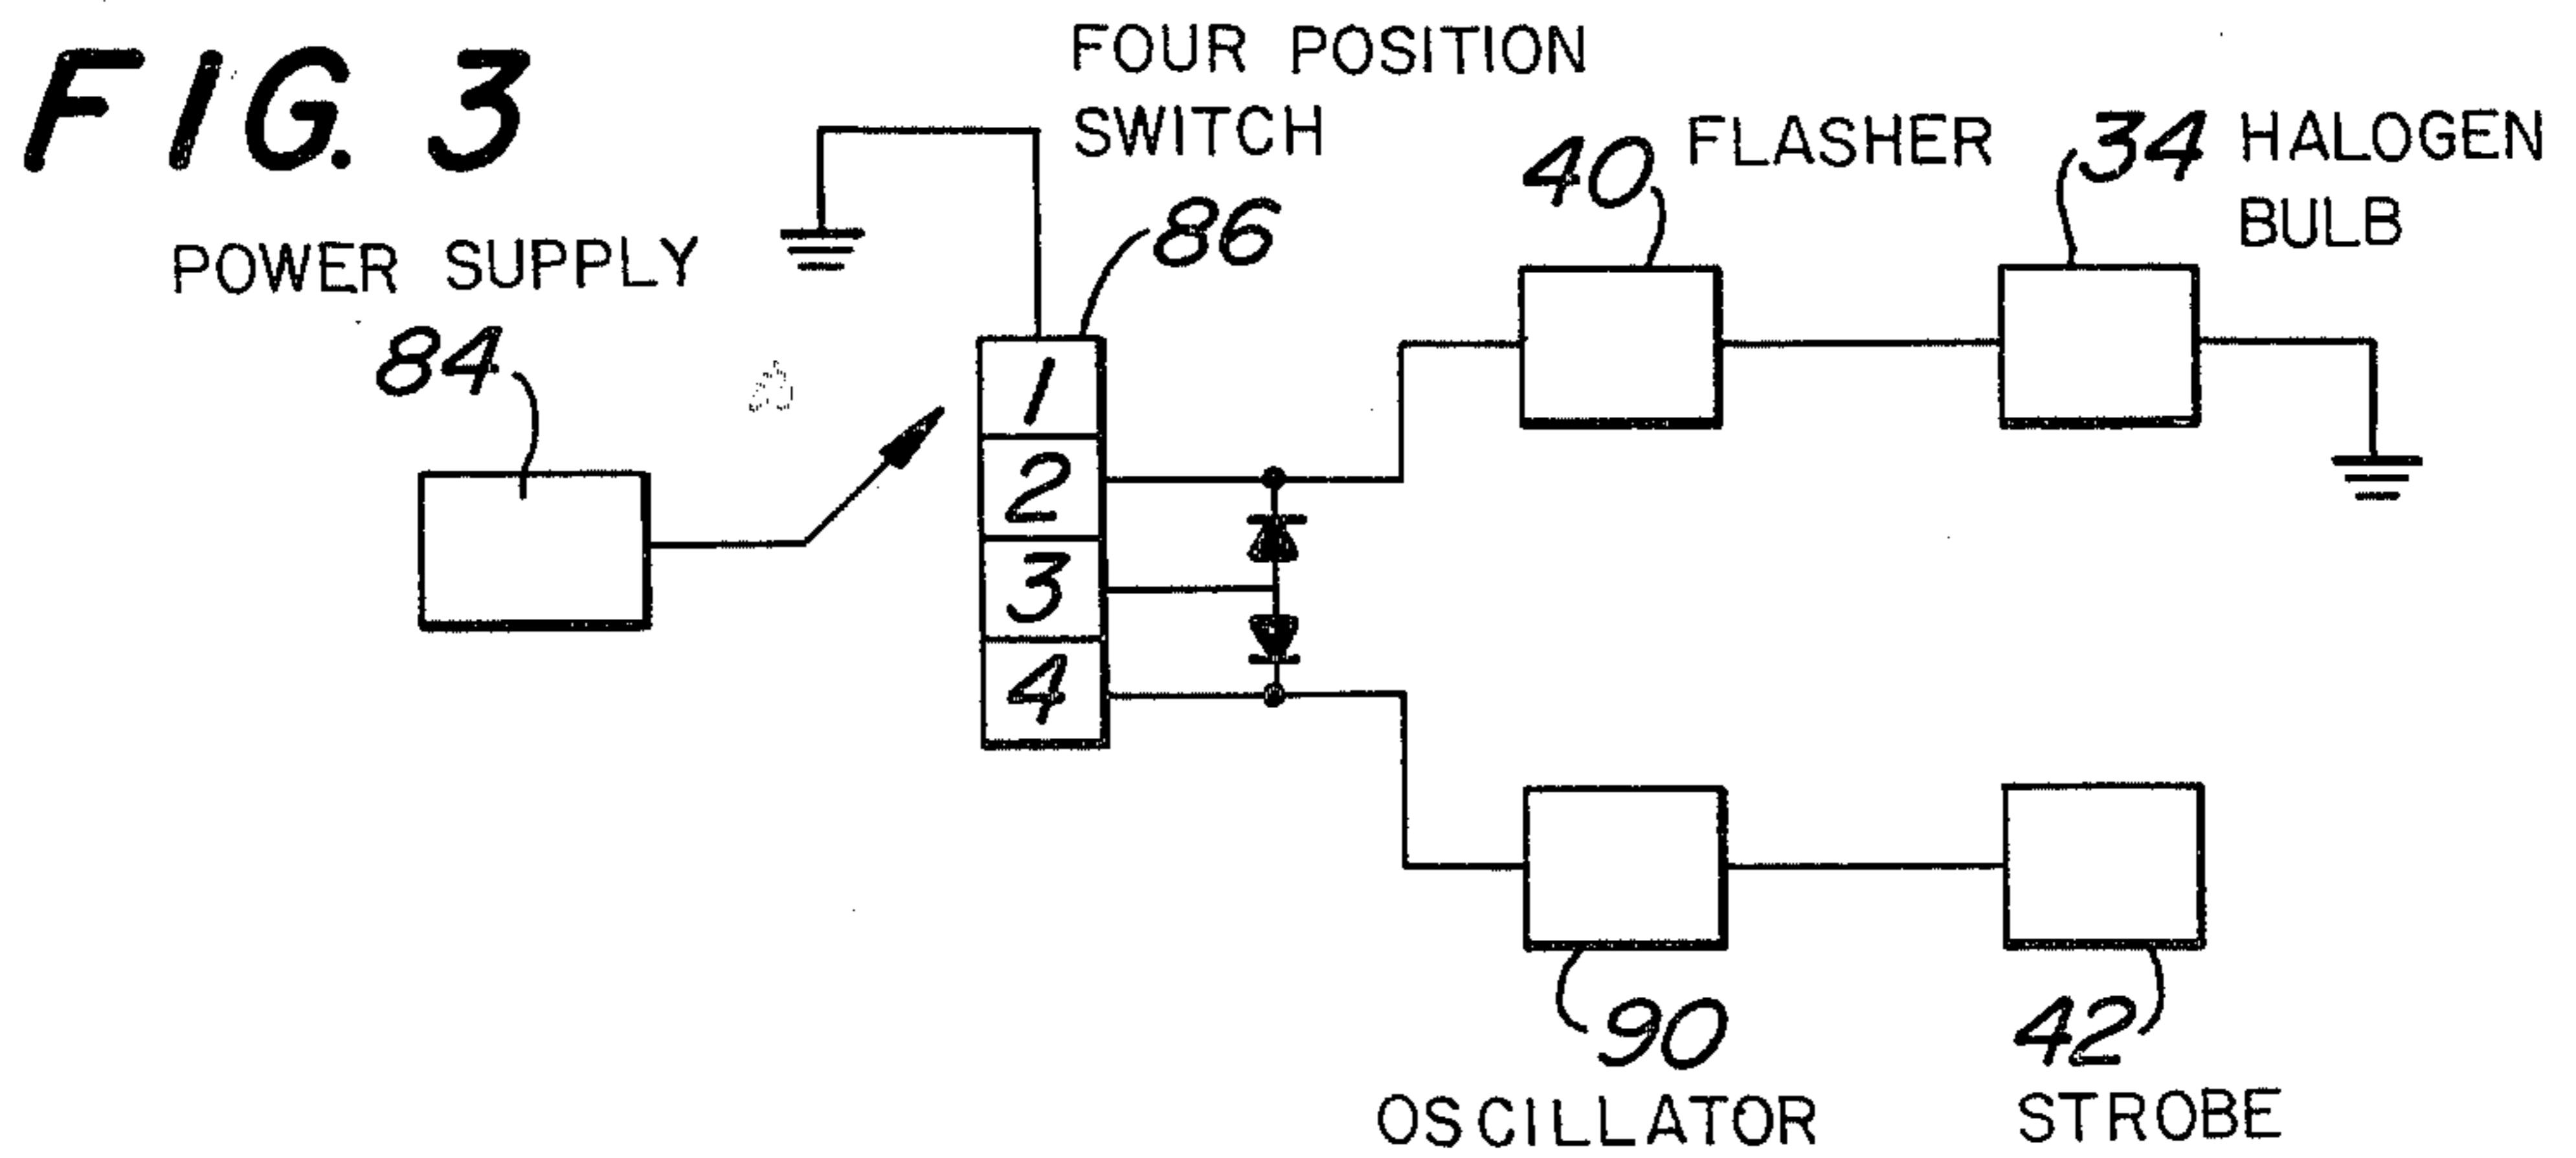 FIG. 3
FOUR POSITION
SWITCH
86
POWER SUPPLY
84
1
2
3
4
40 FLASHER
34 HALOGEN
BULB
90
OSCILLATOR
42
STROBE